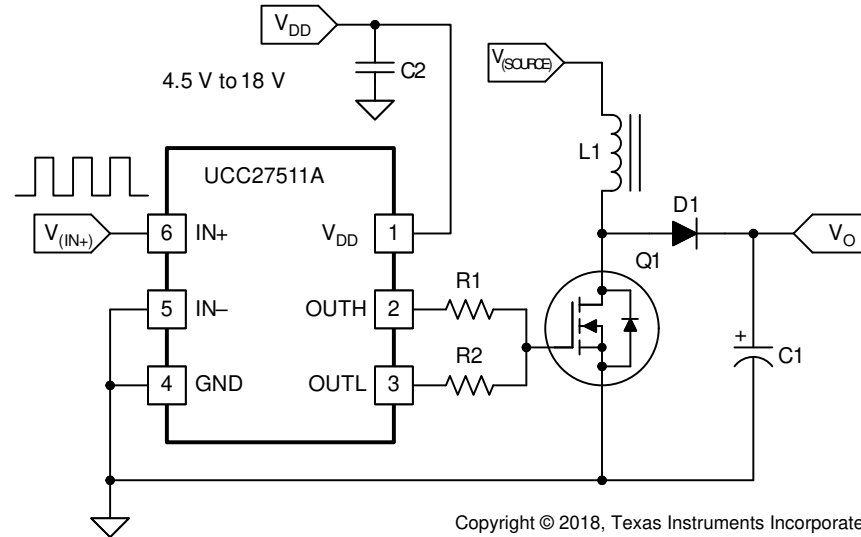 VDD
C2
4.5 V to 18 V
V(SOURCE)
L1
UCC27511A
V(IN+)
6 IN+
VDD 1
D1
VO
Q1
R1
5 IN–
OUTH 2
R2
4 GND
OUTL 3
+
C1
Copyright © 2018, Texas Instruments Incorporate